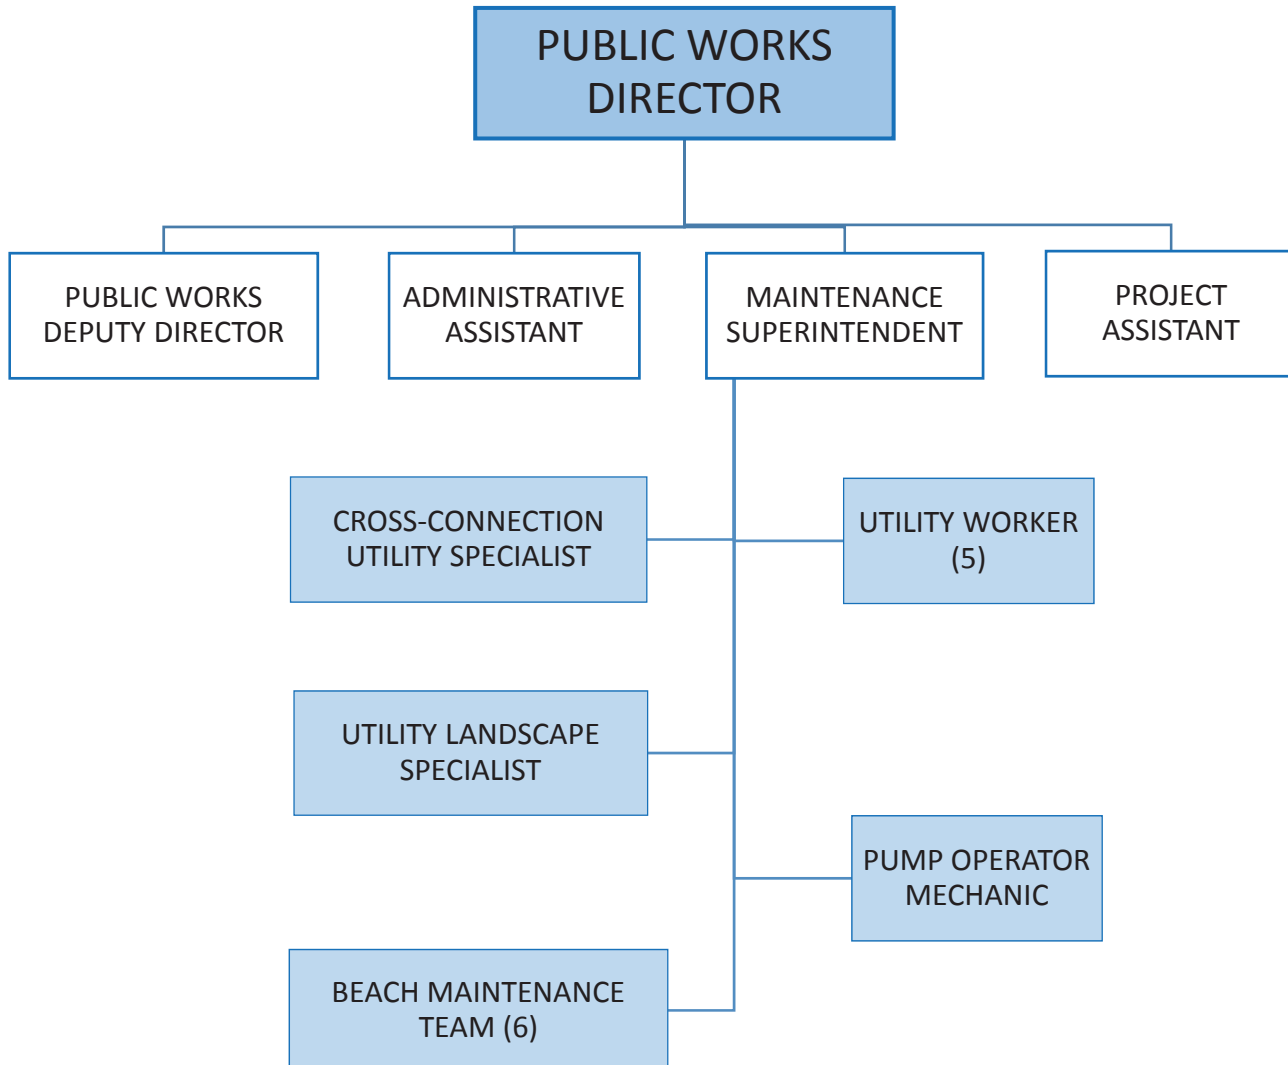 PUBLIC WORKS
DIRECTOR
PUBLIC WORKS
DEPUTY DIRECTOR
ADMINISTRATIVE
ASSISTANT
MAINTENANCE
SUPERINTENDENT
PROJECT
ASSISTANT
CROSS-CONNECTION
UTILITY SPECIALIST
UTILITY WORKER
(5)
UTILITY LANDSCAPE
SPECIALIST
PUMP OPERATOR
MECHANIC
BEACH MAINTENANCE
TEAM (6)